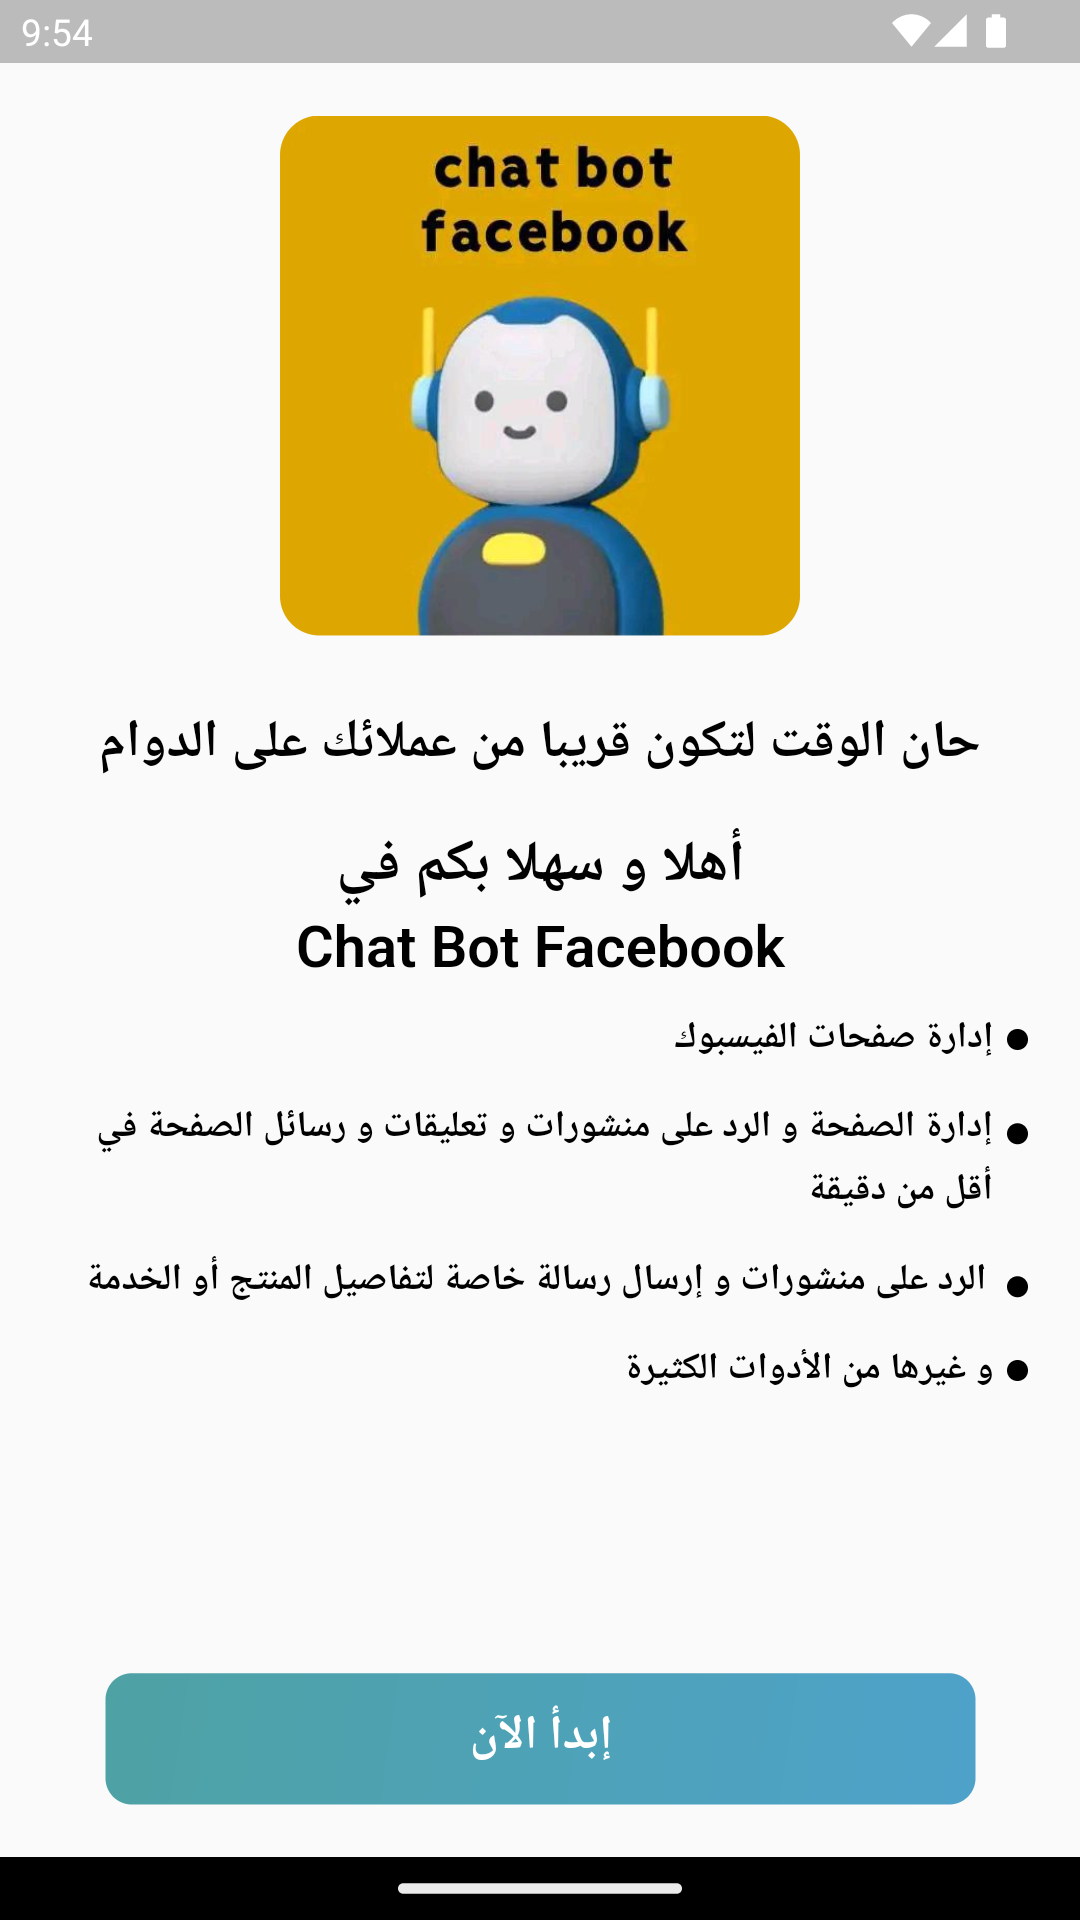 9:54
chat bot
facebook
حان الوقت لتكون قريبا من عملائك على الدوام
أهلا و سهلا بكم في
Chat Bot Facebook
● إدارة صفحات الفيسبوك
● إدارة الصفحة و الرد على منشورات و تعليقات و رسائل الصفحة في
أقل من دقيقة
● الرد على منشورات و إرسال رسالة خاصة لتفاصيل المنتج أو الخدمة
● و غيرها من الأدوات الكثيرة
إبدأ الآن